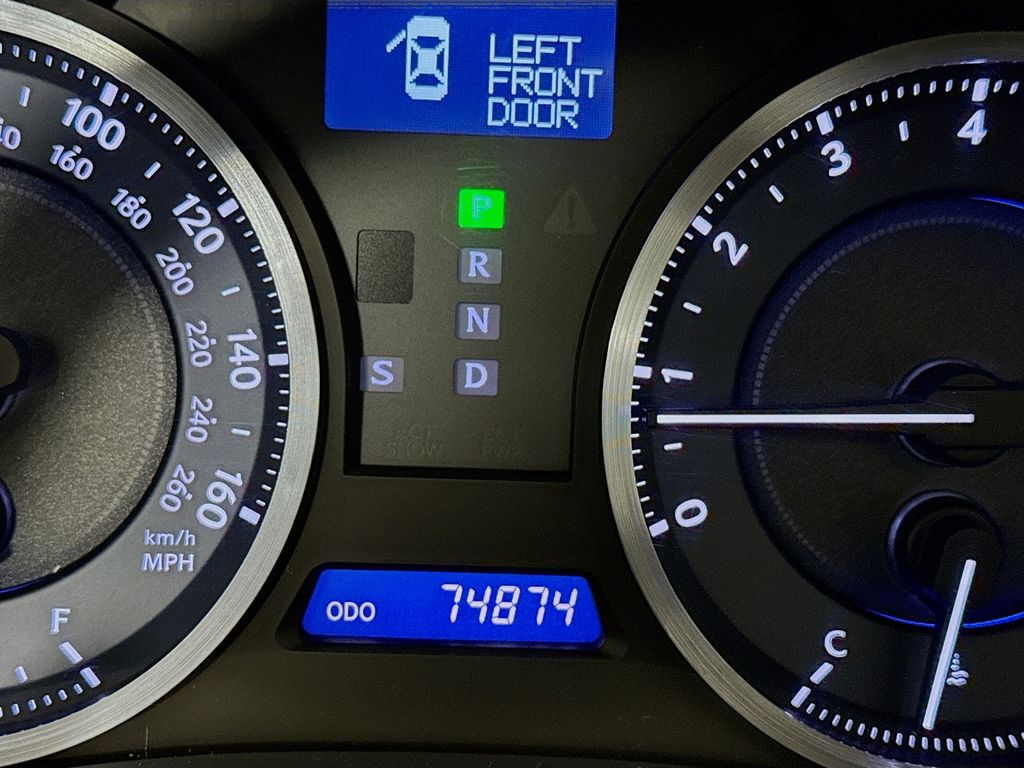 LEFT
FRONT
DOOR
100
120
140
160
160
180
200
220
240
260
km/h
MPH
F
P
R
N
S D
ODO 74874
0
1
2
3
4
C